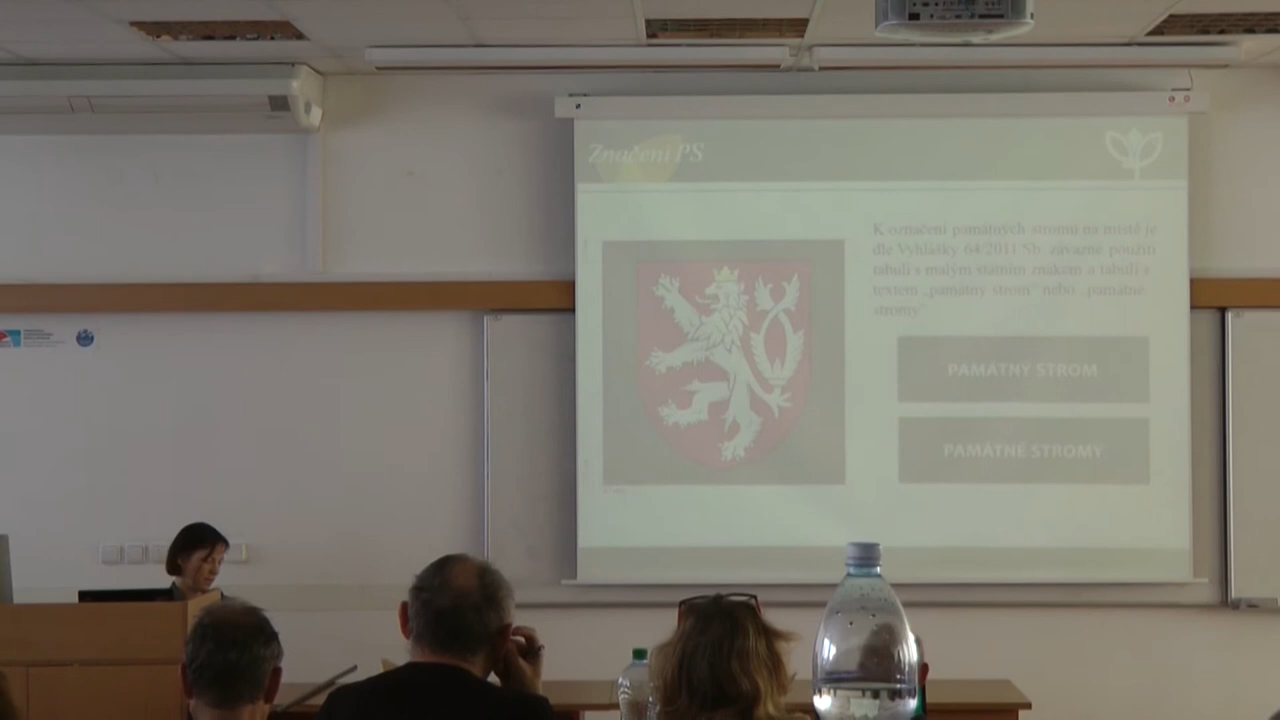 Značení PS
K označení památných stromů na místě je
dle Vyhlášky 64/2011 Sb. závazné použití
tabulí s malým státním znakem a tabulí s
textem „památný strom" nebo „památné
stromy"
PAMÁTNÝ STROM
PAMÁTNÉ STROMY